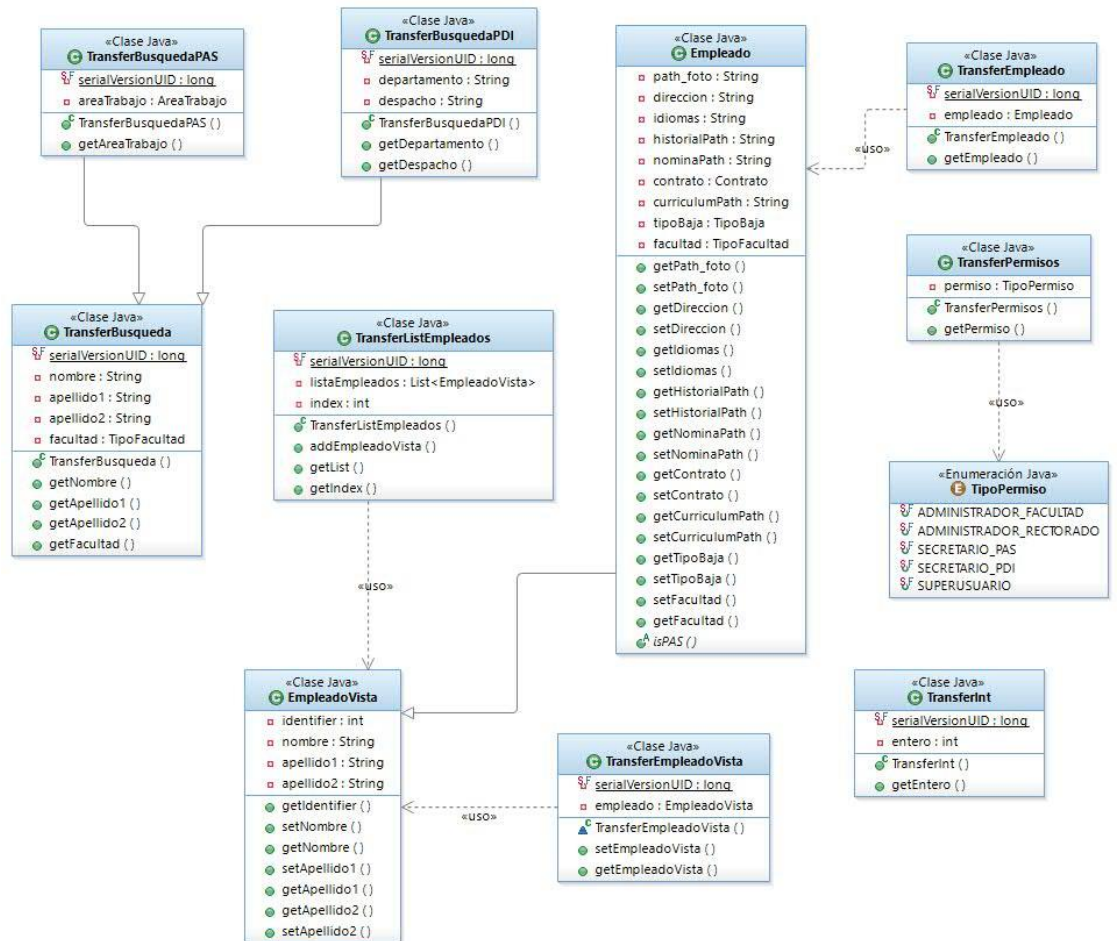 «Clase Java»
TransferBusquedaPAS
serialVersionUID : long
areaTrabajo : AreaTrabajo
TransferBusquedaPAS ( )
getAreaTrabajo ( )
«Clase Java»
TransferBusquedaPDI
serialVersionUID : long
departamento : String
despacho : String
TransferBusquedaPDI ( )
getDepartamento ( )
getDespacho ( )
«Clase Java»
Empleado
path_foto : String
direccion : String
idiomas : String
historialPath : String
nominaPath : String
contrato : Contrato
curriculumPath : String
tipoBaja : TipoBaja
facultad : TipoFacultad
getPath_foto ( )
setPath_foto ( )
getDireccion ( )
setDireccion ( )
getIdiomas ( )
setIdiomas ( )
getHistorialPath ( )
setHistorialPath ( )
getNominaPath ( )
setNominaPath ( )
getContrato ( )
setContrato ( )
getCurriculumPath ( )
setCurriculumPath ( )
getTipoBaja ( )
setTipoBaja ( )
setFacultad ( )
getFacultad ( )
isPAS ( )
«Clase Java»
TransferEmpleado
serialVersionUID : long
empleado : Empleado
TransferEmpleado ( )
getEmpleado ( )
«uso»
«Clase Java»
TransferPermisos
permiso : TipoPermiso
TransferPermisos ( )
getPermiso ( )
«uso»
«Enumeración Java»
TipoPermiso
ADMINISTRADOR_FACULTAD
ADMINISTRADOR_RECTORADO
SECRETARIO_PAS
SECRETARIO_PDI
SUPERUSUARIO
«Clase Java»
TransferBusqueda
serialVersionUID : long
nombre : String
apellido1 : String
apellido2 : String
facultad : TipoFacultad
TransferBusqueda ( )
getNombre ( )
getApellido1 ( )
getApellido2 ( )
getFacultad ( )
«Clase Java»
TransferListEmpleados
serialVersionUID : long
listaEmpleados : List<EmpleadoVista>
index : int
TransferListEmpleados ( )
addEmpleadoVista ( )
getList ( )
getIndex ( )
«uso»
«Clase Java»
EmpleadoVista
identifier : int
nombre : String
apellido1 : String
apellido2 : String
getIdentifier ( )
setNombre ( )
getNombre ( )
setApellido1 ( )
getApellido1 ( )
getApellido2 ( )
setApellido2 ( )
«uso»
«Clase Java»
TransferEmpleadoVista
serialVersionUID : long
empleado : EmpleadoVista
TransferEmpleadoVista ( )
setEmpleadoVista ( )
getEmpleadoVista ( )
«Clase Java»
TransferInt
serialVersionUID : long
entero : int
TransferInt ( )
getEntero ( )